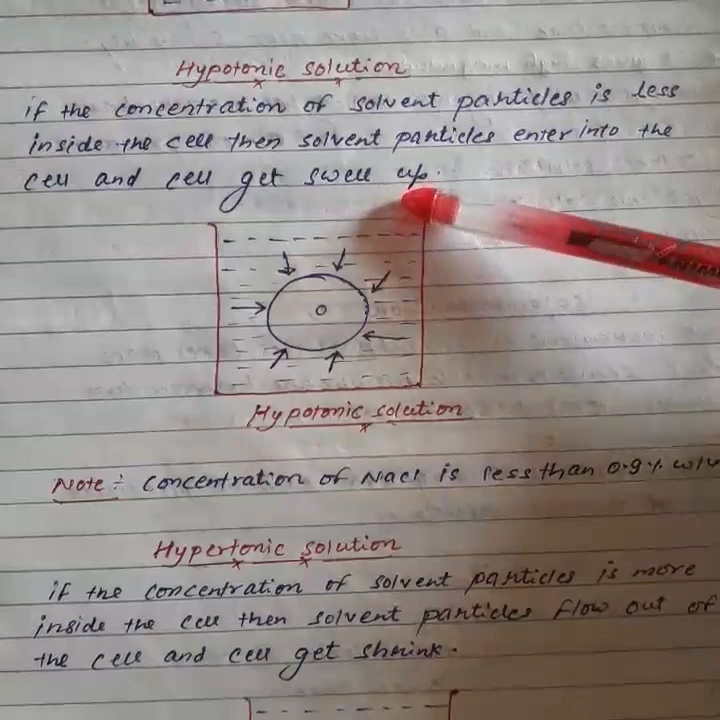 Hypotonic solution
if the concentration of solvent particles is less
inside the cell then solvent particles enter into the
cell and cell get swell up.
Hypotonic solution
Note :- Concentration of Nacl is less than 0.9% w/v
Hypertonic solution
if the concentration of solvent particles is more
inside the cell then solvent particles flow out of
the cell and cell get shrink.